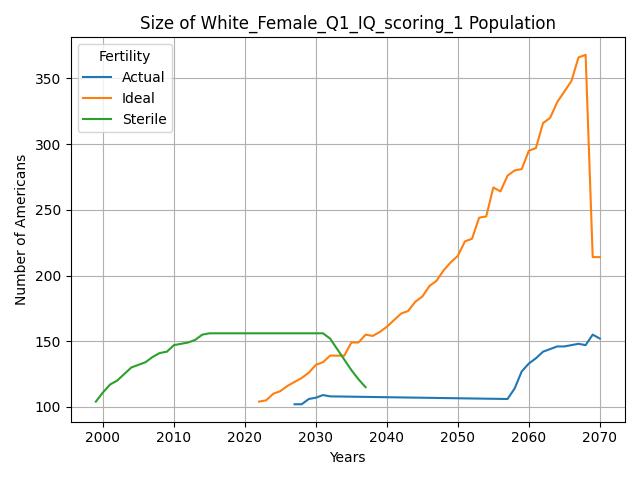 Size of White_Female_Q1_IQ_scoring_1 Population
Fertility
Actual
Ideal
Sterile
Number of Americans
350
300
250
200
150
100
2000 2010 2020 2030 2040 2050 2060 2070
Years